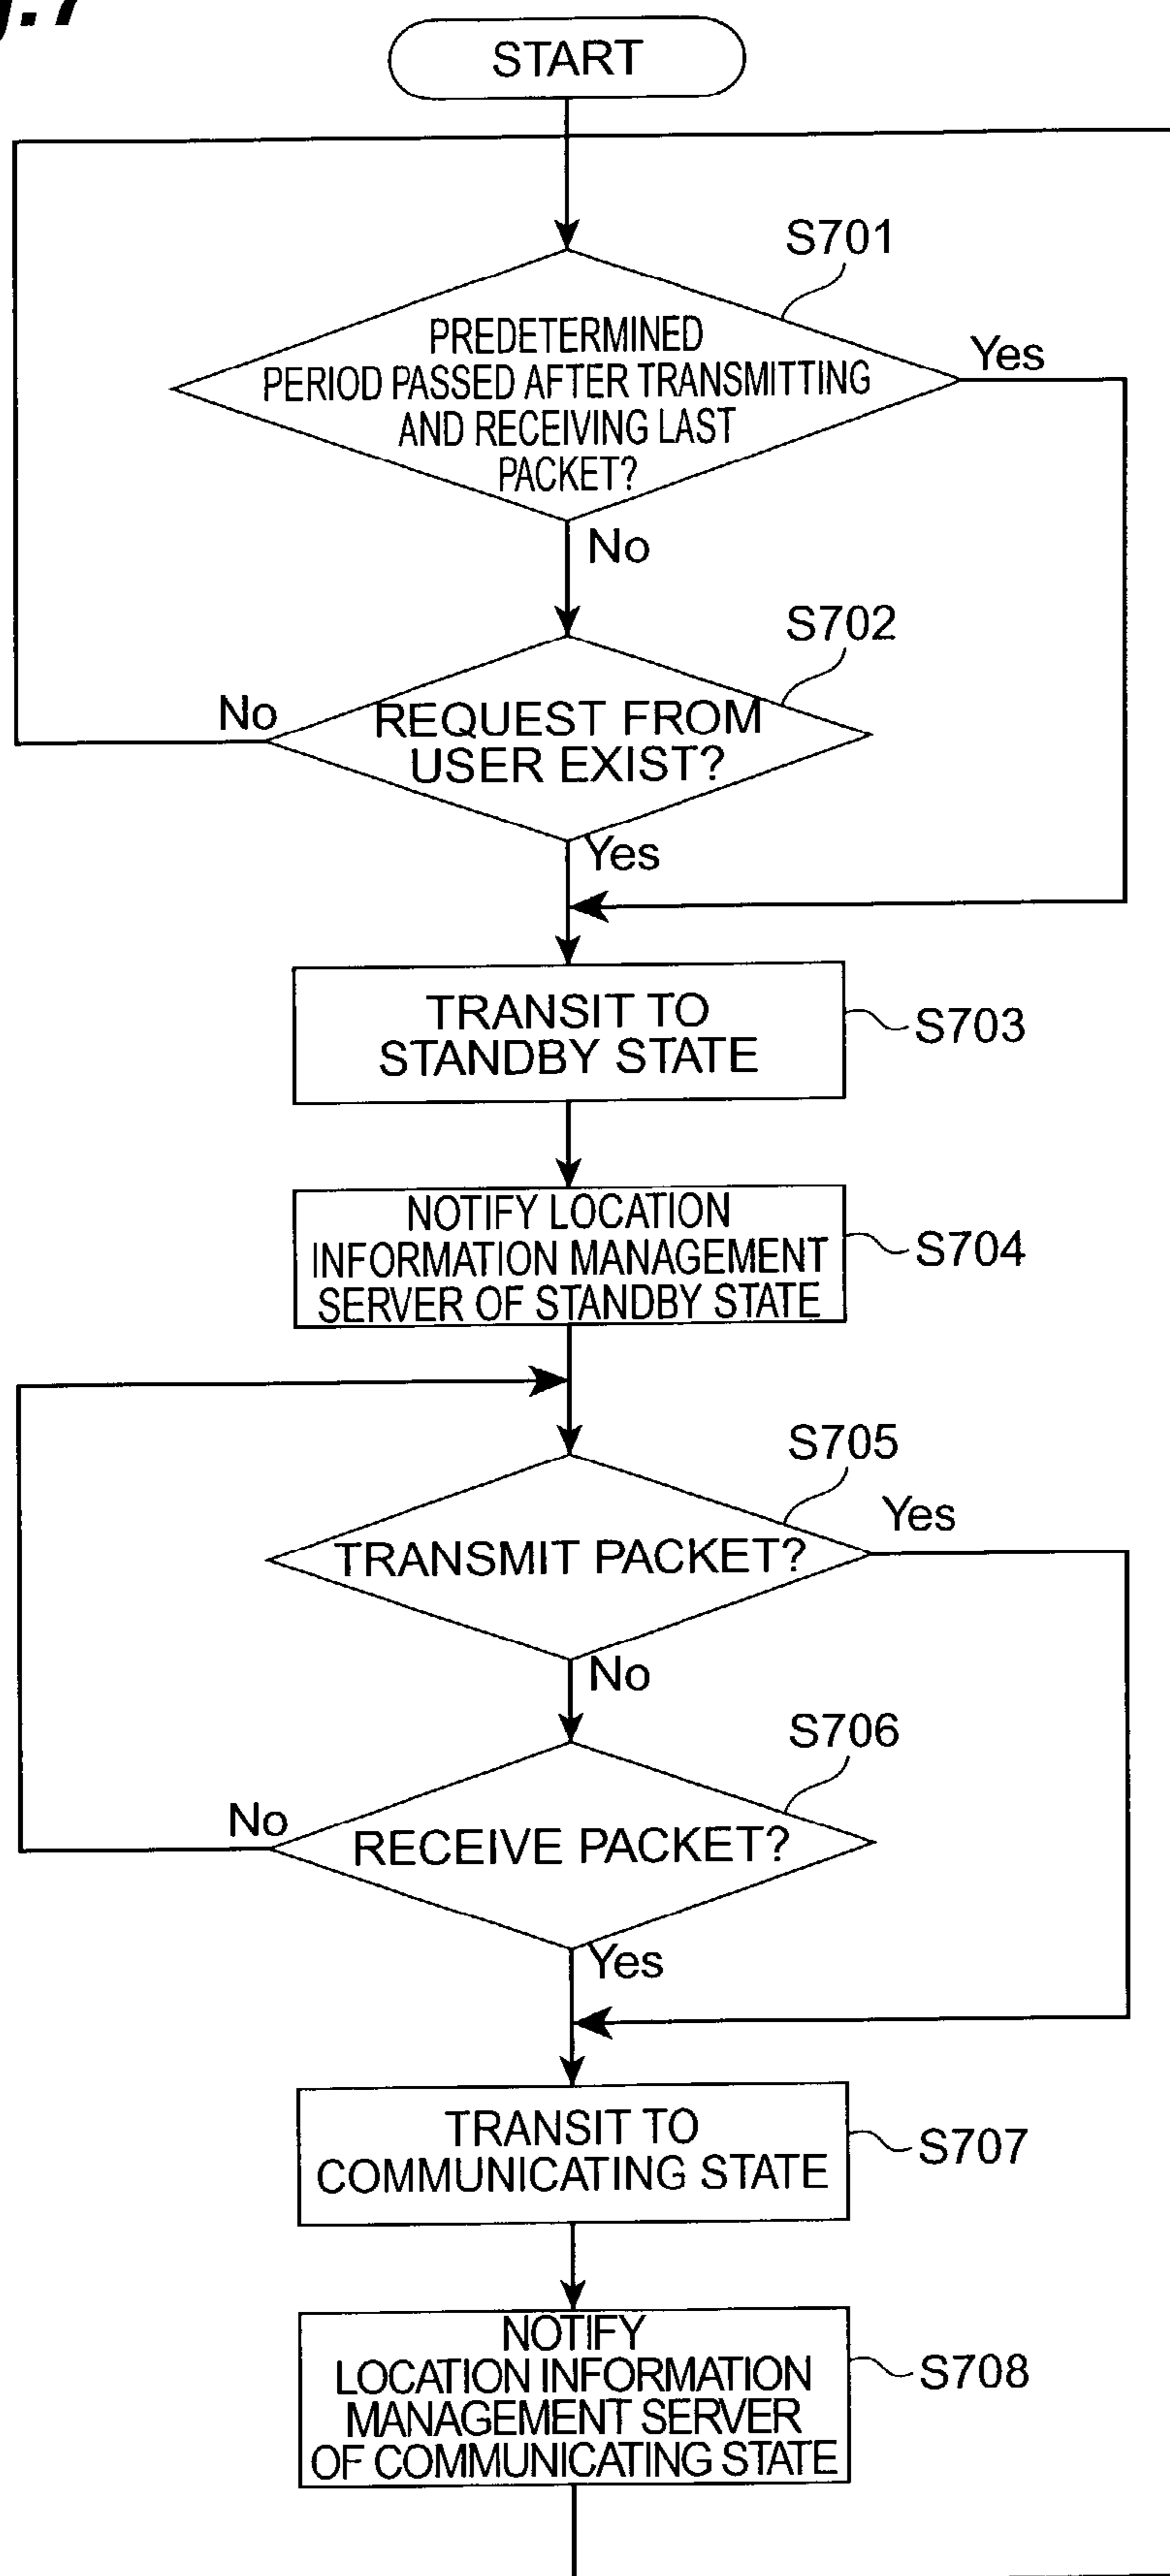 g.7
START
S701
PREDETERMINED
PERIOD PASSED AFTER TRANSMITTING
AND RECEIVING LAST
PACKET?
Yes
No
S702
No
REQUEST FROM
USER EXIST?
Yes
TRANSIT TO
STANDBY STATE
S703
NOTIFY LOCATION
INFORMATION MANAGEMENT
SERVER OF STANDBY STATE
S704
S705
Yes
TRANSMIT PACKET?
No
S706
No
RECEIVE PACKET?
Yes
TRANSIT TO
COMMUNICATING STATE
S707
NOTIFY
LOCATION INFORMATION
MANAGEMENT SERVER
OF COMMUNICATING STATE
S708